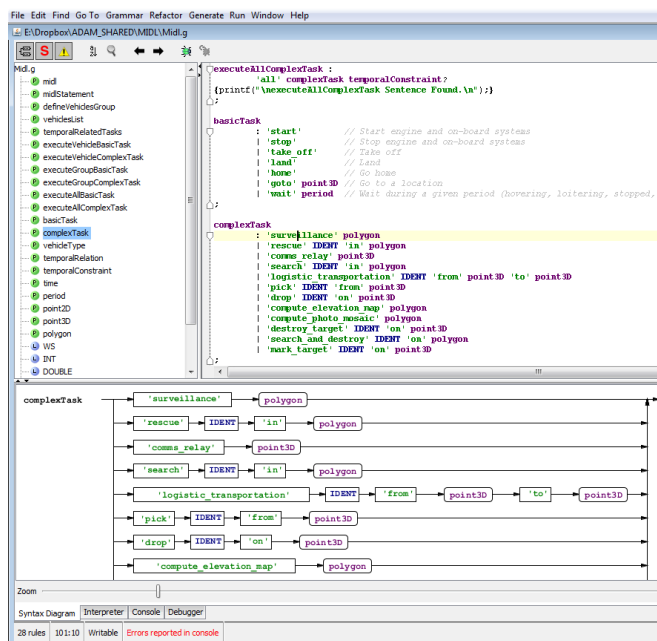 File Edit Find Go To Grammar Refactor Generate Run Window Help
E:\Dropbox\ADAM_SHARED\MIDL\Midl.g
Midl.g
midl
midlStatement
defineVehiclesGroup
vehiclesList
temporalRelatedTasks
executeVehicleBasicTask
executeVehicleComplexTask
executeGroupBasicTask
executeGroupComplexTask
executeAllBasicTask
executeAllComplexTask
basicTask
complexTask
vehicleType
temporalRelation
temporalConstraint
time
period
point2D
point3D
polygon
WS
INT
DOUBLE
executeAllComplexTask :
'all' complexTask temporalConstraint?
{printf("\nexecuteAllComplexTask Sentence Found.\n");}
;
basicTask
: 'start' // Start engine and on-board systems
| 'stop' // Stop engine and on-board systems
| 'take_off' // Take off
| 'land' // Land
| 'home' // Go home
| 'goto' point3D // Go to a location
| 'wait' period // Wait during a given period (hovering, loitering, stopped,
;
complexTask
: 'surveillance' polygon
| 'rescue' IDENT 'in' polygon
| 'comms_relay' point3D
| 'search' IDENT 'in' polygon
| 'logistic_transportation' IDENT 'from' point3D 'to' point3D
| 'pick' IDENT 'from' point3D
| 'drop' IDENT 'on' point3D
| 'compute_elevation_map' polygon
| 'compute_photo_mosaic' polygon
| 'destroy_target' IDENT 'on' point3D
| 'search_and_destroy' IDENT 'on' polygon
| 'mark_target' IDENT 'on' point3D
;
complexTask 'surveillance' polygon
'rescue' IDENT 'in' polygon
'comms_relay' point3D
'search' IDENT 'in' polygon
'logistic_transportation' IDENT 'from' point3D 'to' point3D
'pick' IDENT 'from' point3D
'drop' IDENT 'on' point3D
'compute_elevation_map' polygon
Zoom
Syntax Diagram Interpreter Console Debugger
28 rules 101:10 Writable Errors reported in console